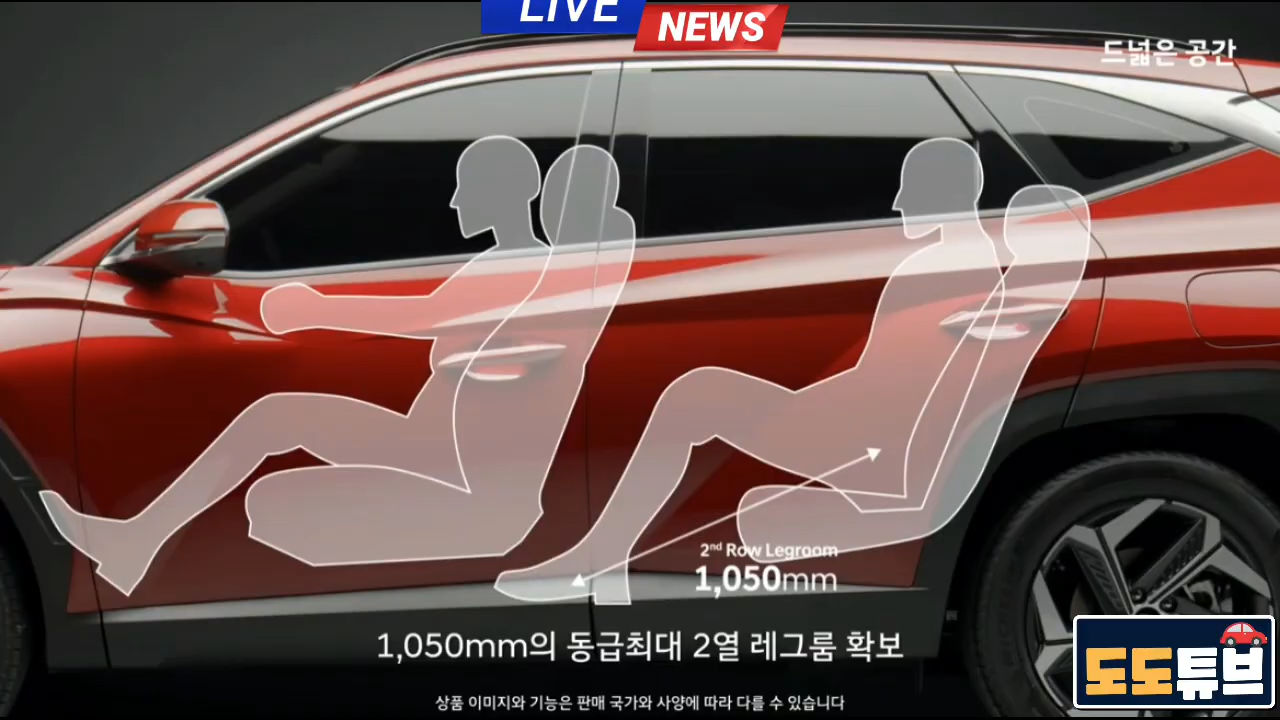 LIVE
NEWS
드넓은 공간
2nd Row Legroom
1,050mm
1,050mm의 동급최대 2열 레그룸 확보
상품 이미지와 기능은 판매 국가와 사양에 따라 다를 수 있습니다
도도튜브